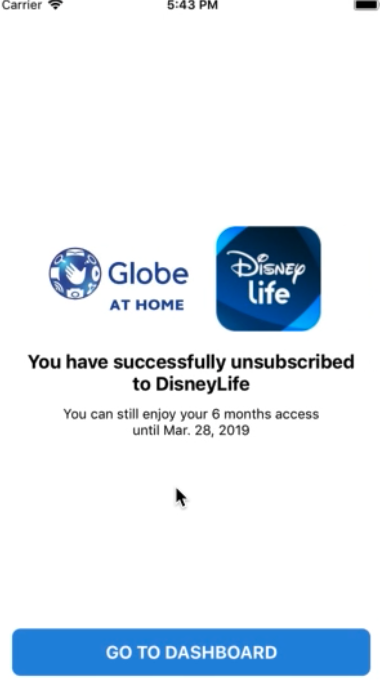 Carrier 5:43 PM
Globe
AT HOME
Disney
life
You have successfully unsubscribed
to DisneyLife
You can still enjoy your 6 months access
until Mar. 28, 2019
GO TO DASHBOARD